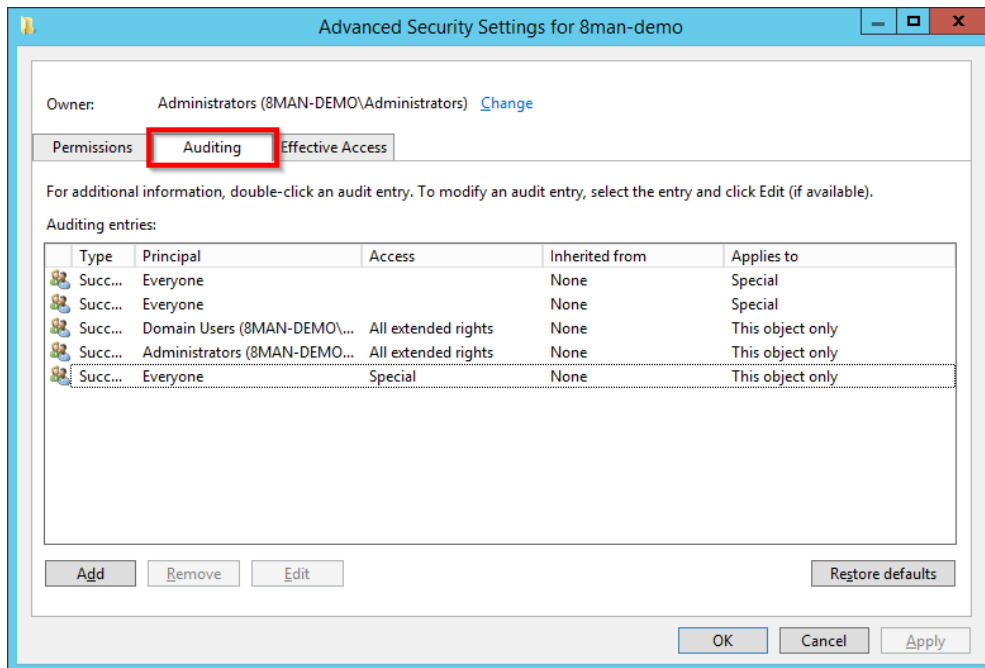 Advanced Security Settings for 8man-demo
Owner: Administrators (8MAN-DEMO\Administrators) Change
Permissions Auditing Effective Access
For additional information, double-click an audit entry. To modify an audit entry, select the entry and click Edit (if available).
Auditing entries:
Type Principal Access Inherited from Applies to
Succ... Everyone None Special
Succ... Everyone None Special
Succ... Domain Users (8MAN-DEMO\... All extended rights None This object only
Succ... Administrators (8MAN-DEMO... All extended rights None This object only
Succ... Everyone Special None This object only
Add Remove Edit Restore defaults
OK Cancel Apply